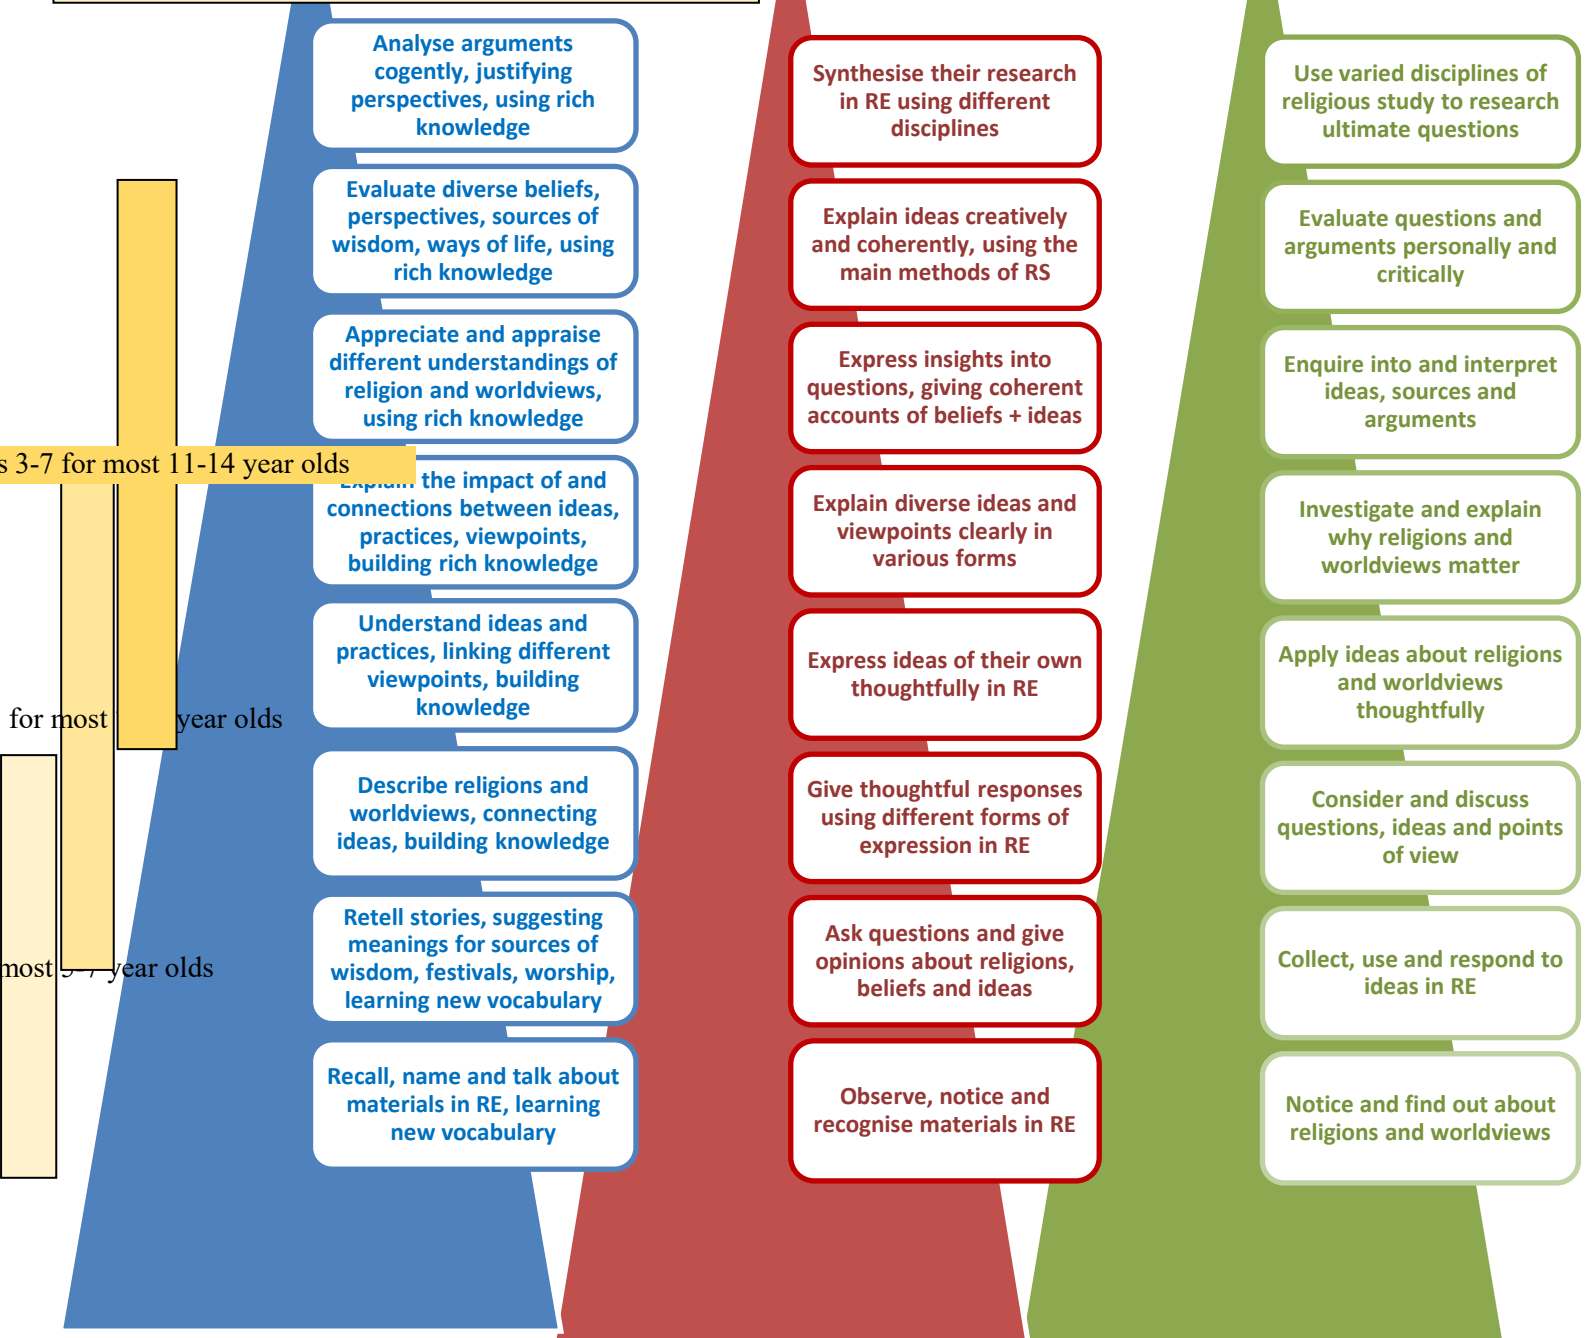 Analyse arguments
cogently, justifying
perspectives, using rich
knowledge
Evaluate diverse beliefs,
perspectives, sources of
wisdom, ways of life, using
rich knowledge
Appreciate and appraise
different understandings of
religion and worldviews,
using rich knowledge
s 3-7 for most 11-14 year olds
Explain the impact of and
connections between ideas,
practices, viewpoints,
building rich knowledge
Understand ideas and
practices, linking different
viewpoints, building
knowledge
for most year olds
Describe religions and
worldviews, connecting
ideas, building knowledge
Retell stories, suggesting
meanings for sources of
wisdom, festivals, worship,
learning new vocabulary
most 5-7 year olds
Recall, name and talk about
materials in RE, learning
new vocabulary
Synthesise their research
in RE using different
disciplines
Explain ideas creatively
and coherently, using the
main methods of RS
Express insights into
questions, giving coherent
accounts of beliefs + ideas
Explain diverse ideas and
viewpoints clearly in
various forms
Express ideas of their own
thoughtfully in RE
Give thoughtful responses
using different forms of
expression in RE
Ask questions and give
opinions about religions,
beliefs and ideas
Observe, notice and
recognise materials in RE
Use varied disciplines of
religious study to research
ultimate questions
Evaluate questions and
arguments personally and
critically
Enquire into and interpret
ideas, sources and
arguments
Investigate and explain
why religions and
worldviews matter
Apply ideas about religions
and worldviews
thoughtfully
Consider and discuss
questions, ideas and points
of view
Collect, use and respond to
ideas in RE
Notice and find out about
religions and worldviews